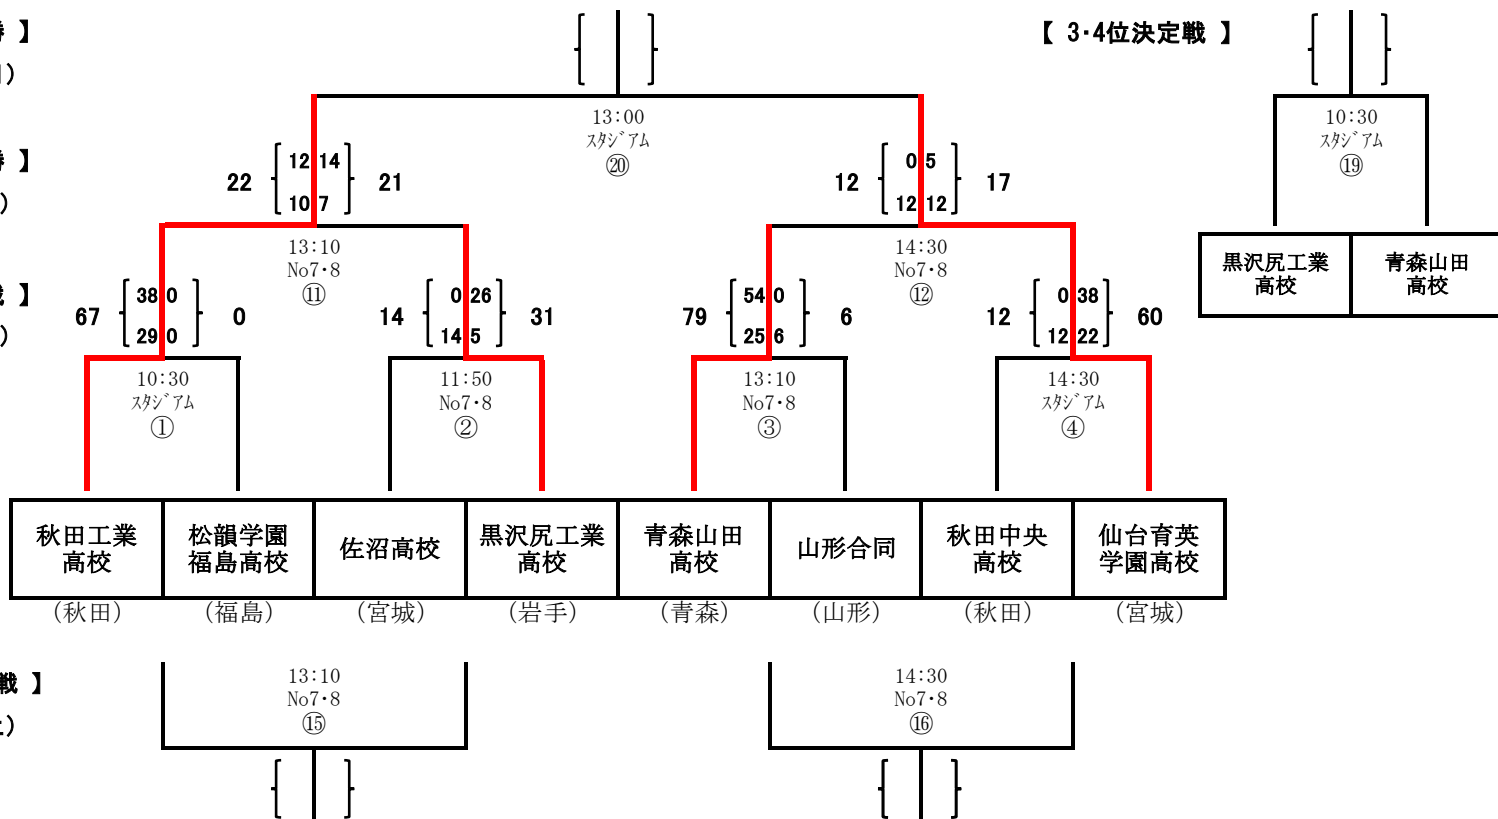 】
【 3・4位決定戦 】
)
13:00
スタジアム
⑳
10:30
スタジアム
⑲
】
22 12 14 21
10 7
12 0 5 17
12 12
)
13:10
No7・8
⑪
14:30
No7・8
⑫
黒沢尻工業
高校
青森山田
高校
】
67 38 0 0
29 0
14 0 26 31
14 5
79 54 0 6
25 6
12 0 38 60
12 22
)
10:30
スタジアム
①
11:50
No7・8
②
13:10
No7・8
③
14:30
スタジアム
④
秋田工業
高校
松韻学園
福島高校
佐沼高校
黒沢尻工業
高校
青森山田
高校
山形合同
秋田中央
高校
仙台育英
学園高校
(秋田)
(福島)
(宮城)
(岩手)
(青森)
(山形)
(秋田)
(宮城)
戦 】
)
13:10
No7・8
⑮
14:30
No7・8
⑯